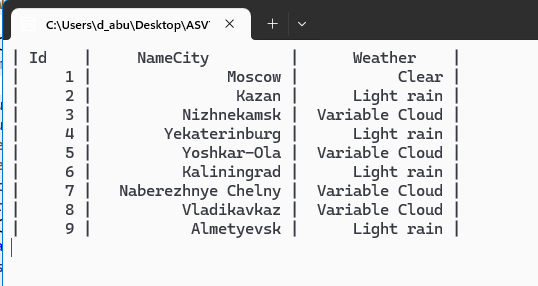 C:\Users\d_abu\Desktop\ASV
| Id | NameCity | Weather |
| 1 | Moscow | Clear |
| 2 | Kazan | Light rain |
| 3 | Nizhnekamsk | Variable Cloud |
| 4 | Yekaterinburg | Light rain |
| 5 | Yoshkar-Ola | Variable Cloud |
| 6 | Kaliningrad | Light rain |
| 7 | Naberezhnye Chelny | Variable Cloud |
| 8 | Vladikavkaz | Variable Cloud |
| 9 | Almetyevsk | Light rain |